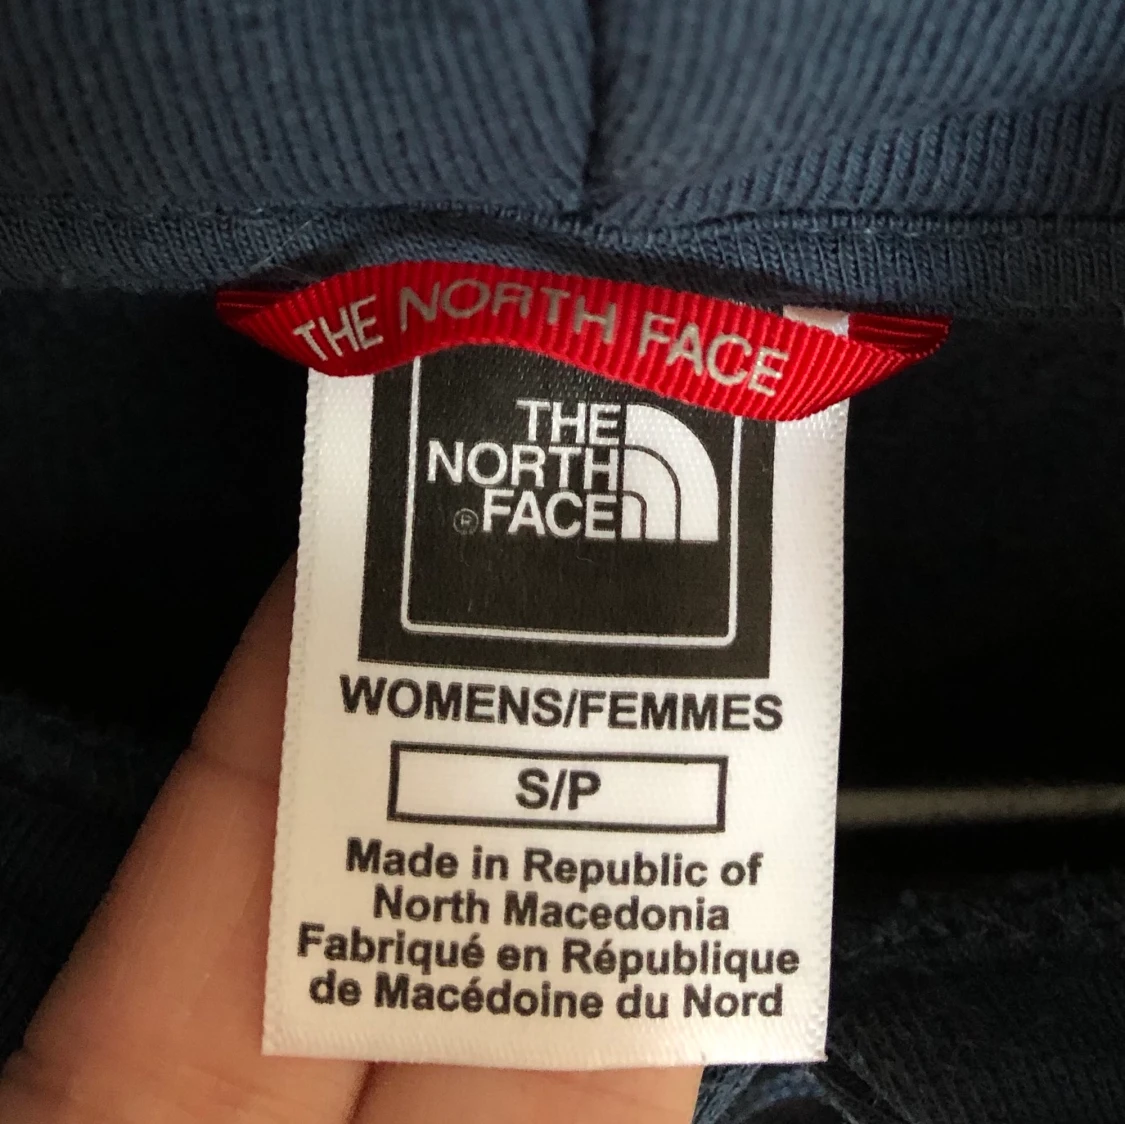 THE NORTH FACE
THE
NORTH
FACE
®
WOMENS/FEMMES
S/P
Made in Republic of
North Macedonia
Fabriqué en République
de Macédoine du Nord